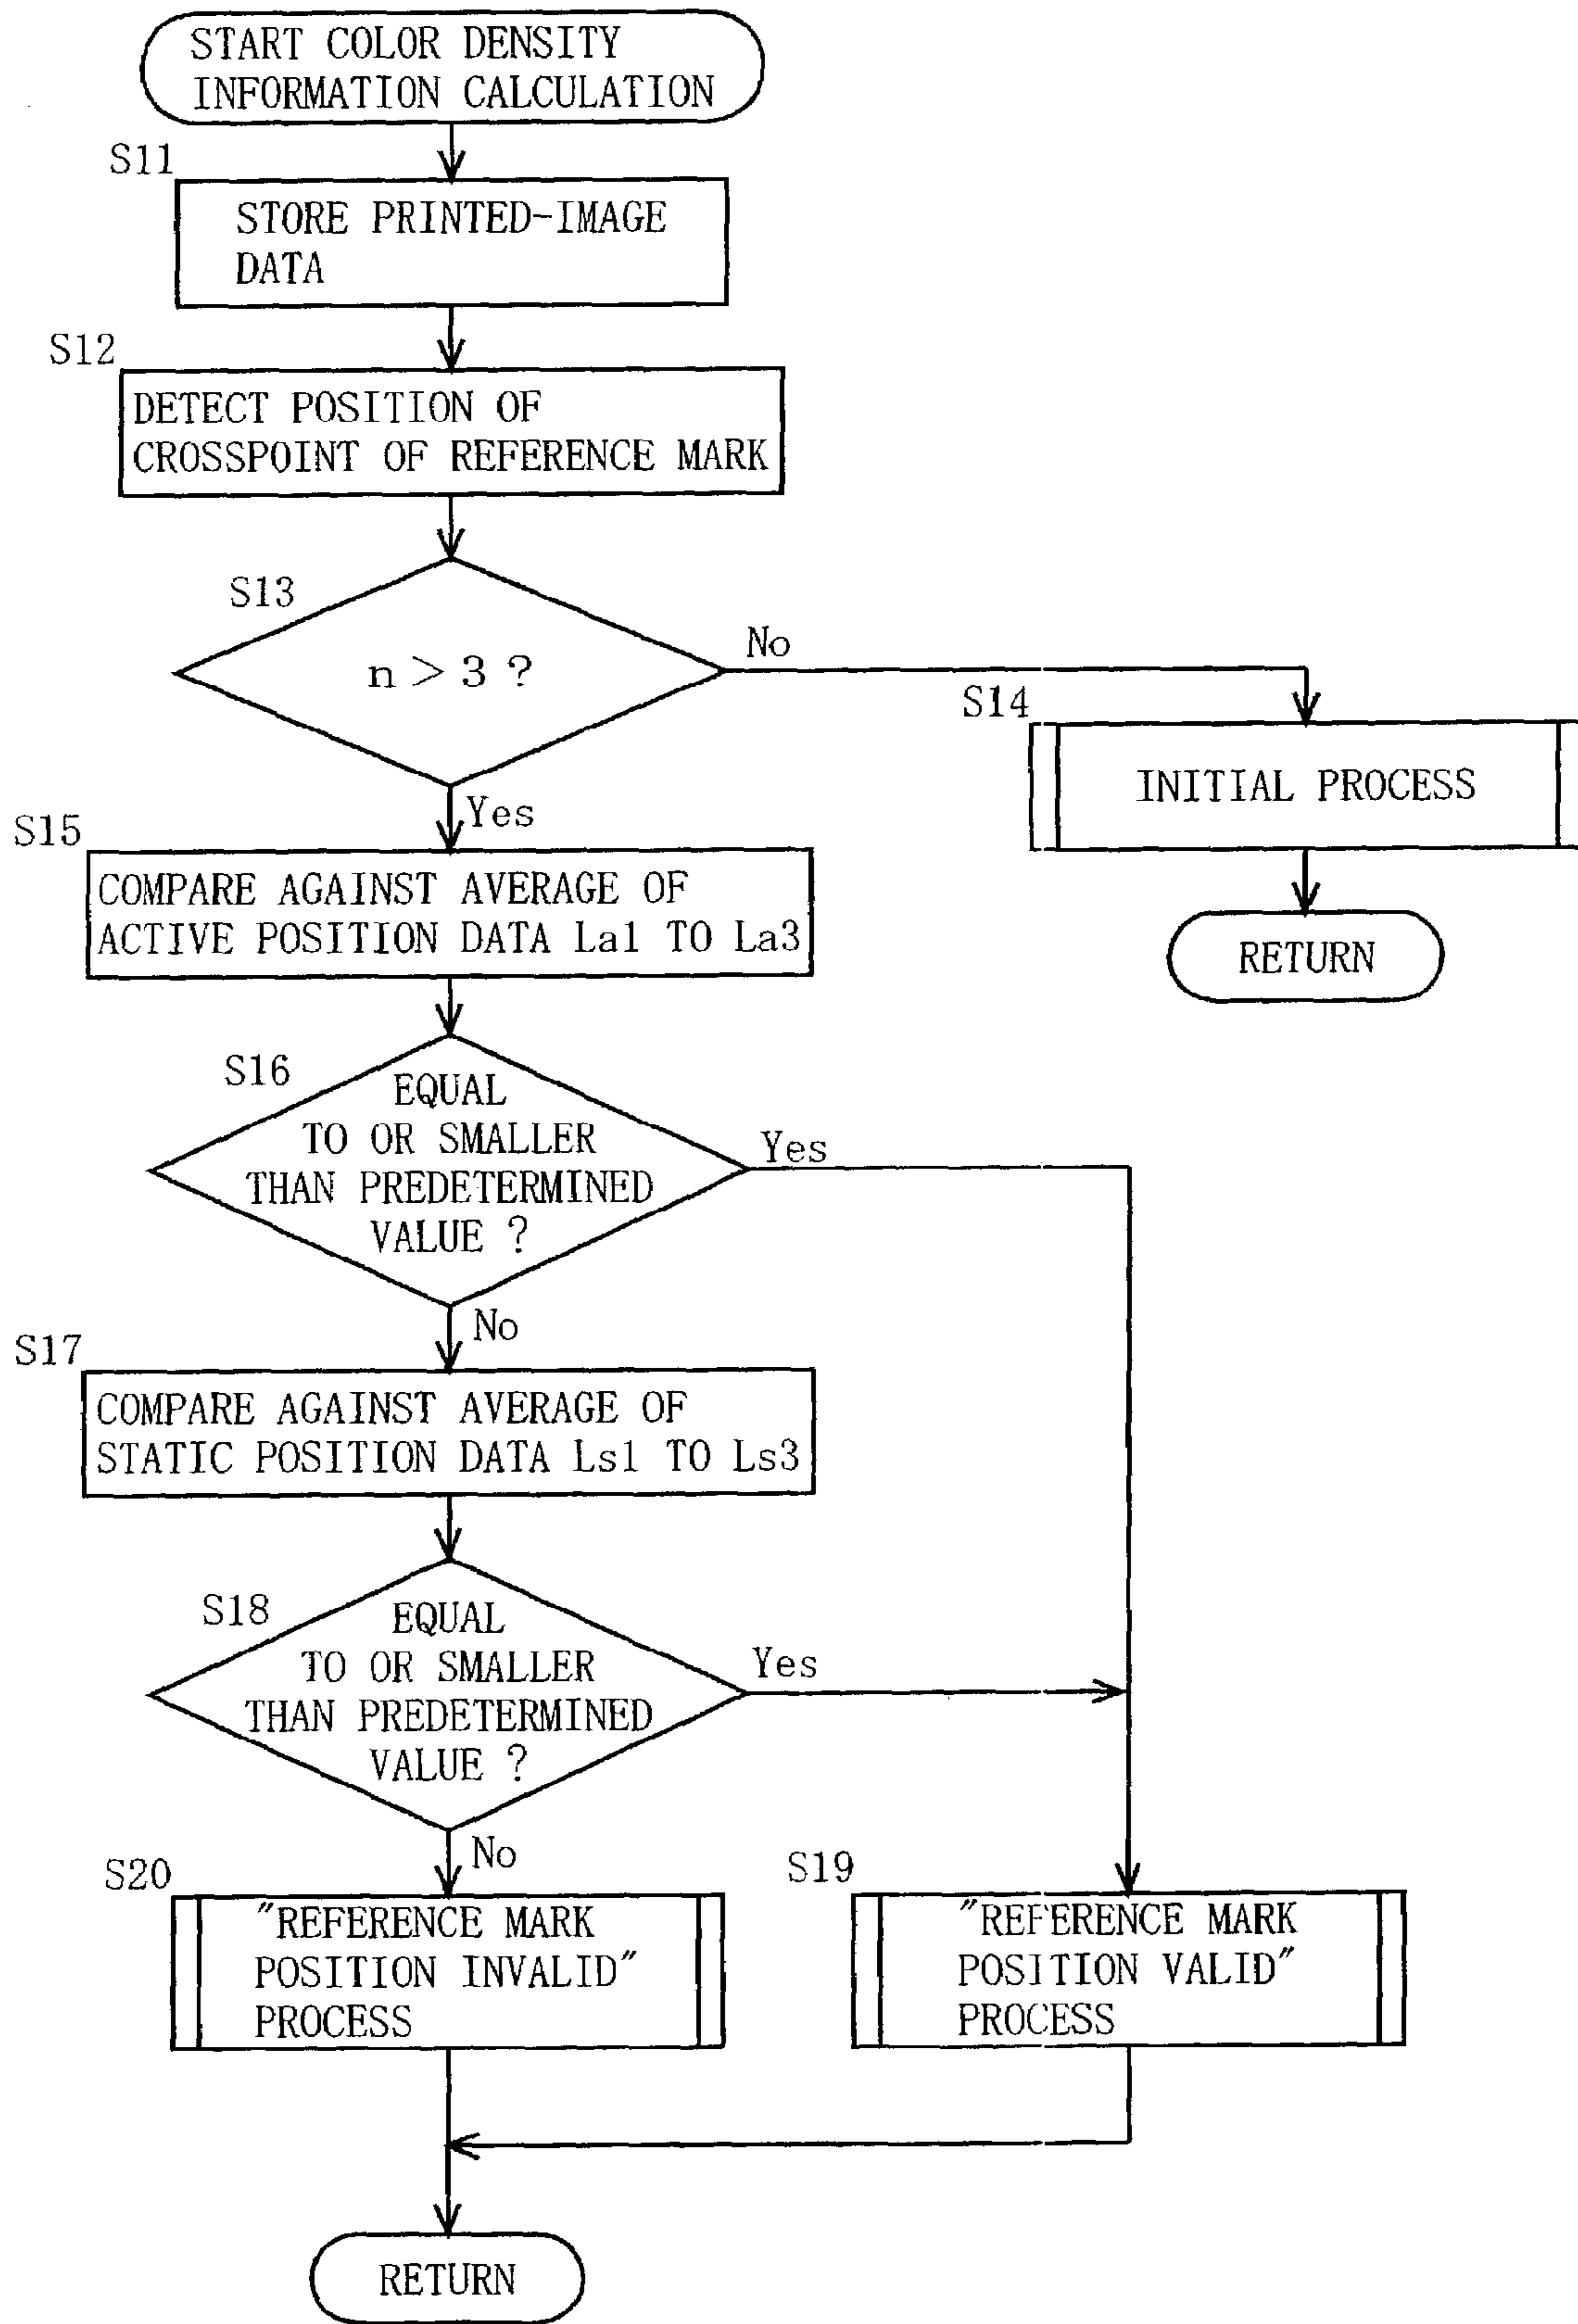 START COLOR DENSITY
INFORMATION CALCULATION
S11
STORE PRINTED-IMAGE
DATA
S12
DETECT POSITION OF
CROSSPOINT OF REFERENCE MARK
S13
n > 3 ?
No
S14
INITIAL PROCESS
RETURN
Yes
S15
COMPARE AGAINST AVERAGE OF
ACTIVE POSITION DATA La1 TO La3
S16
EQUAL
TO OR SMALLER
THAN PREDETERMINED
VALUE ?
Yes
No
S17
COMPARE AGAINST AVERAGE OF
STATIC POSITION DATA Ls1 TO Ls3
S18
EQUAL
TO OR SMALLER
THAN PREDETERMINED
VALUE ?
Yes
No
S20
"REFERENCE MARK
POSITION INVALID"
PROCESS
S19
"REFERENCE MARK
POSITION VALID"
PROCESS
RETURN